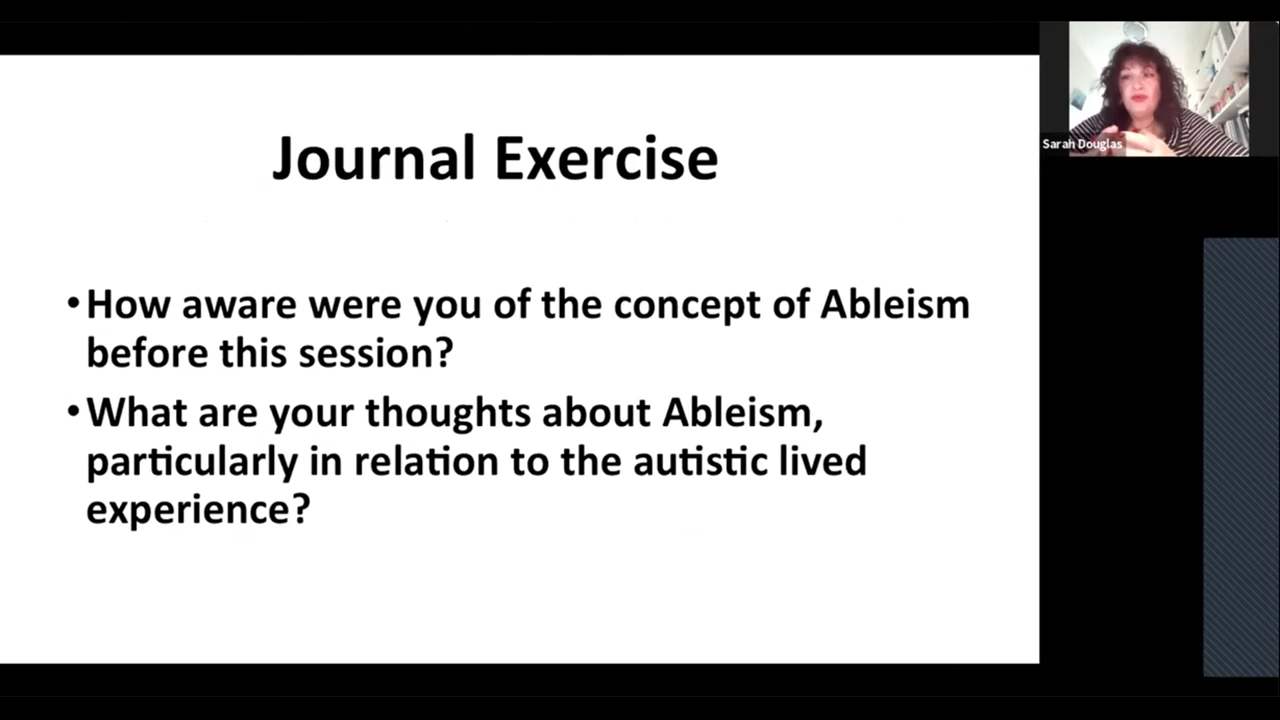 Journal Exercise
• How aware were you of the concept of Ableism
before this session?
• What are your thoughts about Ableism,
particularly in relation to the autistic lived
experience?
Sarah Douglas